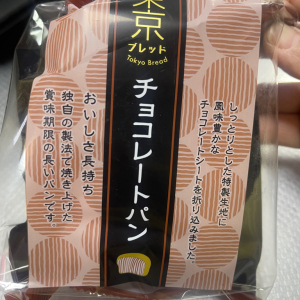 東京
ブレッド
Tokyo Bread
チョコレートパン
しっとりとした特製生地に
風味豊かな
チョコレートシートを折り込みました。
おいしさ長持ち
独自の製法で焼き上げた
賞味期限の長いパンです。